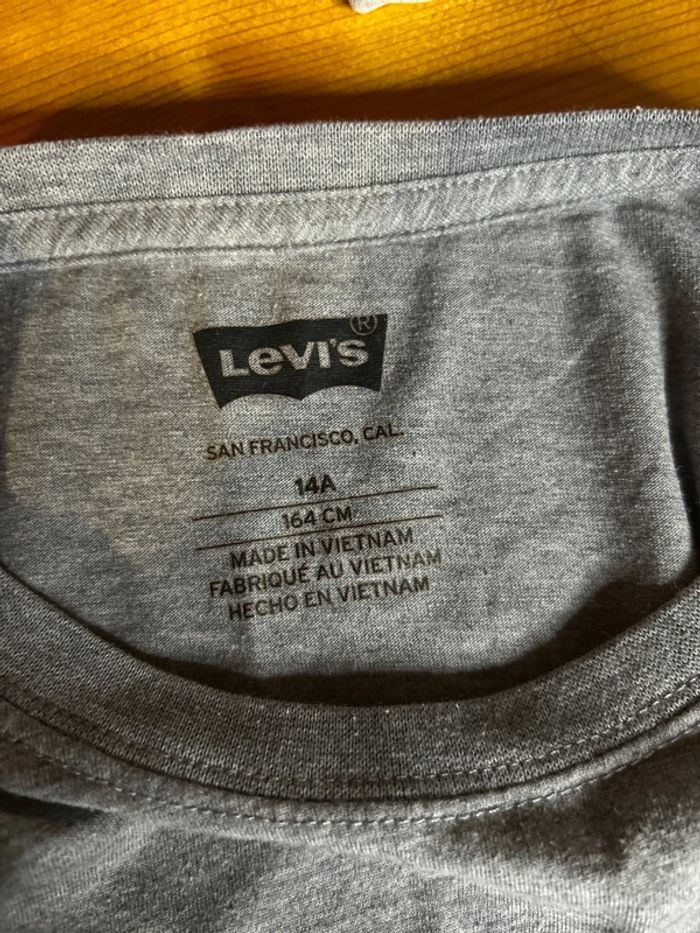 LEVI'S ®
SAN FRANCISCO, CAL.
14A
164 CM
MADE IN VIETNAM
FABRIQUÉ AU VIETNAM
HECHO EN VIETNAM